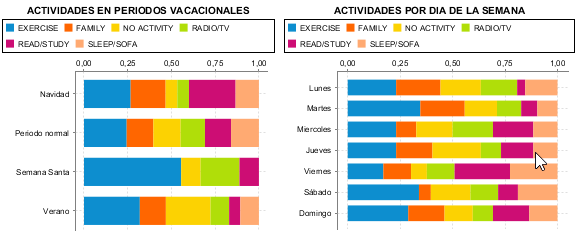 ACTIVIDADES EN PERIODOS VACACIONALES
EXERCISE FAMILY NO ACTIVITY RADIO/TV
READ/STUDY SLEEP/SOFA
0,00 0,25 0,50 0,75 1,00
Navidad
Periodo normal
Semana Santa
Verano
ACTIVIDADES POR DIA DE LA SEMANA
EXERCISE FAMILY NO ACTIVITY RADIO/TV
READ/STUDY SLEEP/SOFA
0,00 0,25 0,50 0,75 1,00
Lunes
Martes
Miercoles
Jueves
Viernes
Sábado
Domingo